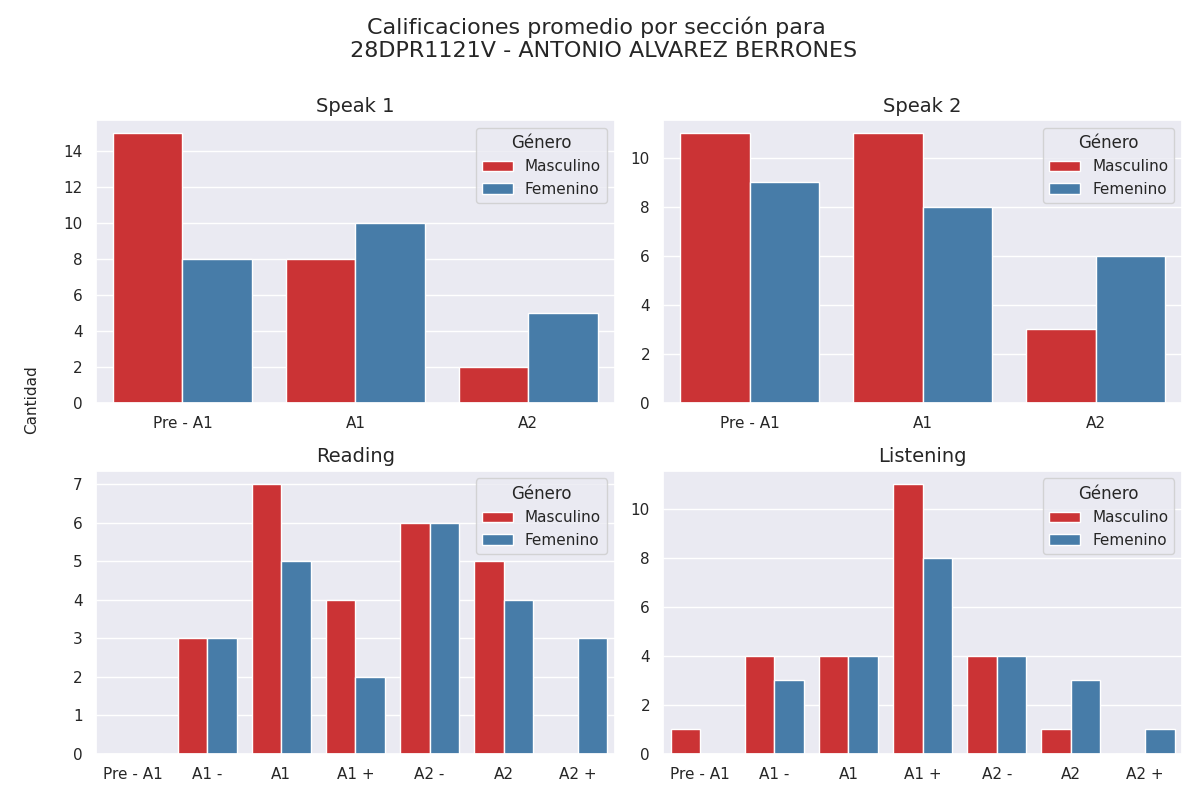 Calificaciones promedio por sección para
28DPR1121V - ANTONIO ALVAREZ BERRONES
Cantidad
Speak 1
14
12
10
8
6
4
2
0
Pre - A1 A1 A2
Género
Masculino
Femenino
Speak 2
10
8
6
4
2
0
Pre - A1 A1 A2
Género
Masculino
Femenino
Reading
7
6
5
4
3
2
1
0
Pre - A1 A1 - A1 A1 + A2 - A2 A2 +
Género
Masculino
Femenino
Listening
10
8
6
4
2
0
Pre - A1 A1 - A1 A1 + A2 - A2 A2 +
Género
Masculino
Femenino